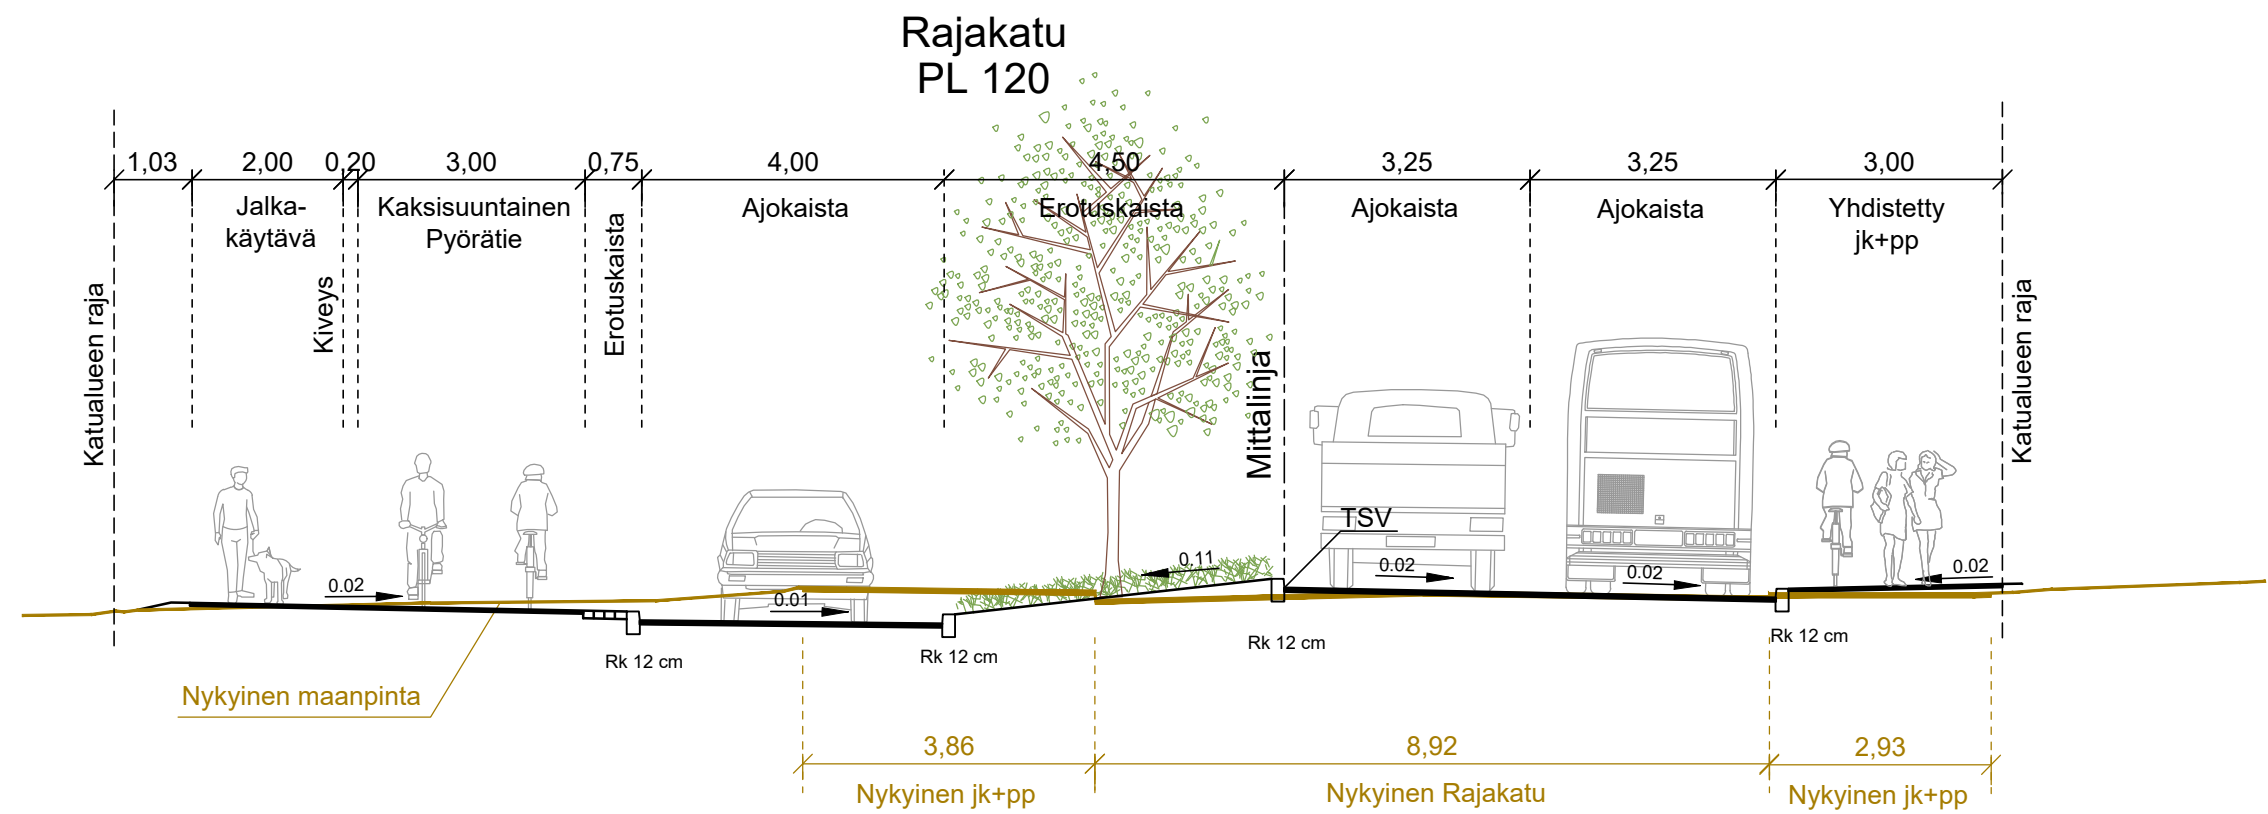 Rajakatu
PL 120
1,03
2,00
0,20
3,00
0,75
4,00
4,50
3,25
3,25
3,00
Jalka-
käytävä
Kaksisuuntainen
Pyörätie
Ajokaista
Erotuskaista
Ajokaista
Ajokaista
Yhdistetty
jk+pp
Katualueen raja
Kiveys
Erotuskaista
Mittalinja
Katualueen raja
TSV
0.02
0.01
0.11
0.02
0.02
0.02
Rk 12 cm
Rk 12 cm
Rk 12 cm
Rk 12 cm
Nykyinen maanpinta
3,86
8,92
2,93
Nykyinen jk+pp
Nykyinen Rajakatu
Nykyinen jk+pp